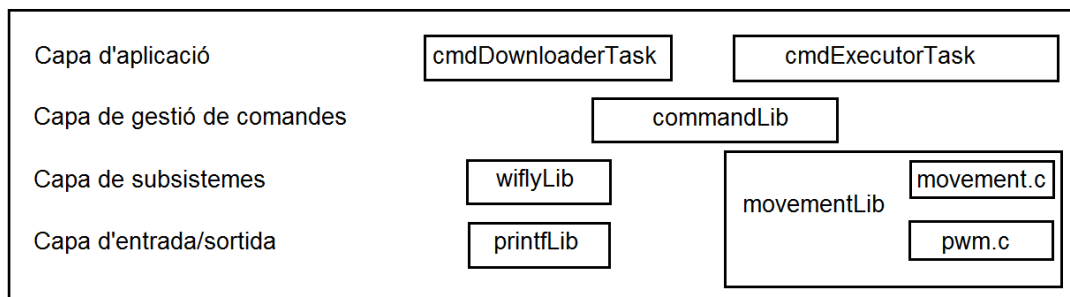 Capa d'aplicació cmdDownloaderTask cmdExecutorTask
Capa de gestió de comandes commandLib
Capa de subsistemes wiflyLib movement.c
movementLib
Capa d'entrada/sortida printfLib pwm.c